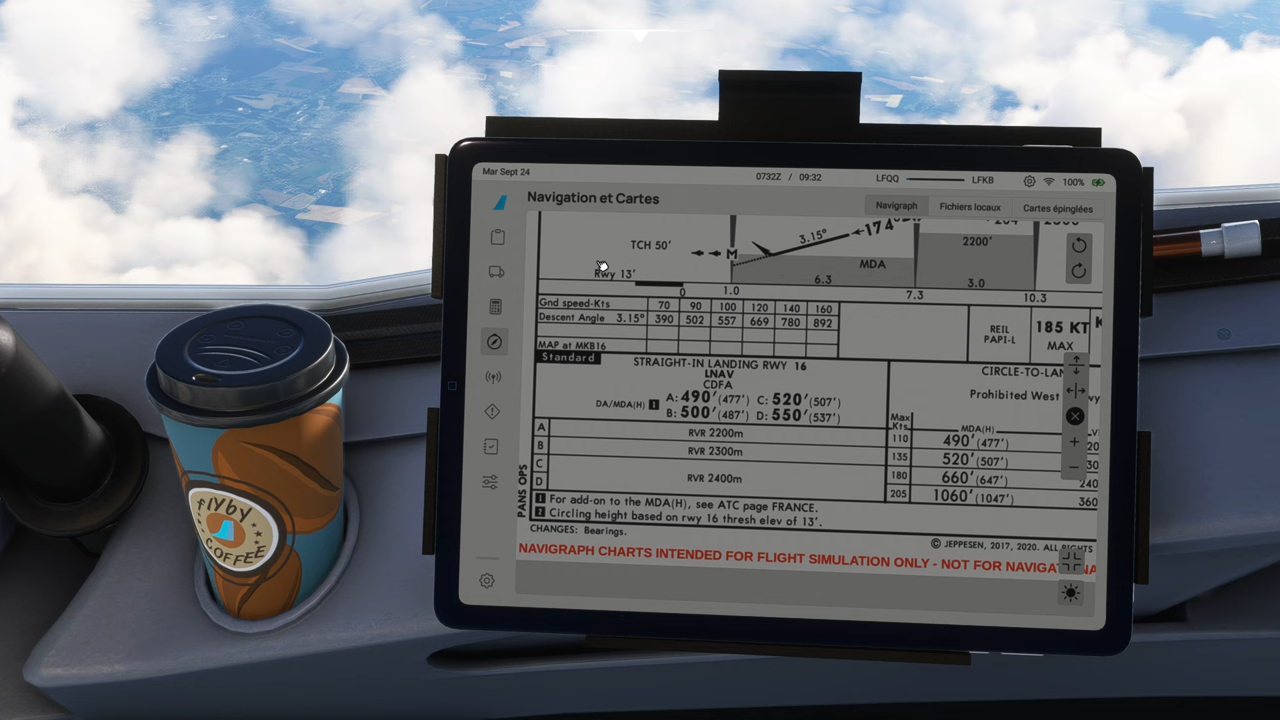 Mar Sept 24
0732Z / 09:32
LFQQ
LFKB
100%
Navigation et Cartes
Navigraph
Fichiers locaux
Cartes épinglées
TCH 50'
Rwy 13'
M
3.15°
174°
MDA
2200'
6.3
3.0
0
1.0
7.3
10.3
Gnd speed-Kts 70 90 100 120 140 160
Descent Angle 3.15° 390 502 557 669 780 892
MAP at MKB16
REIL
PAPI-L
185 KT
MAX
Standard
STRAIGHT-IN LANDING RWY 16
LNAV
CDFA
DA/MDA(H) 1 A: 490'(477') C: 520'(507')
B: 500'(487') D: 550'(537')
CIRCLE-TO-LAN
Prohibited West
Max
Kts
MDA(H)
A RVR 2200m
B RVR 2300m
C
D RVR 2400m
110 490'(477')
135 520'(507')
180 660'(647')
205 1060'(1047')
PANS OPS
1 For add-on to the MDA(H), see ATC page FRANCE.
2 Circling height based on rwy 16 thresh elev of 13'.
CHANGES: Bearings.
© JEPPESEN, 2017, 2020. ALL RIGHTS
NAVIGRAPH CHARTS INTENDED FOR FLIGHT SIMULATION ONLY - NOT FOR
flyby
COFFEE